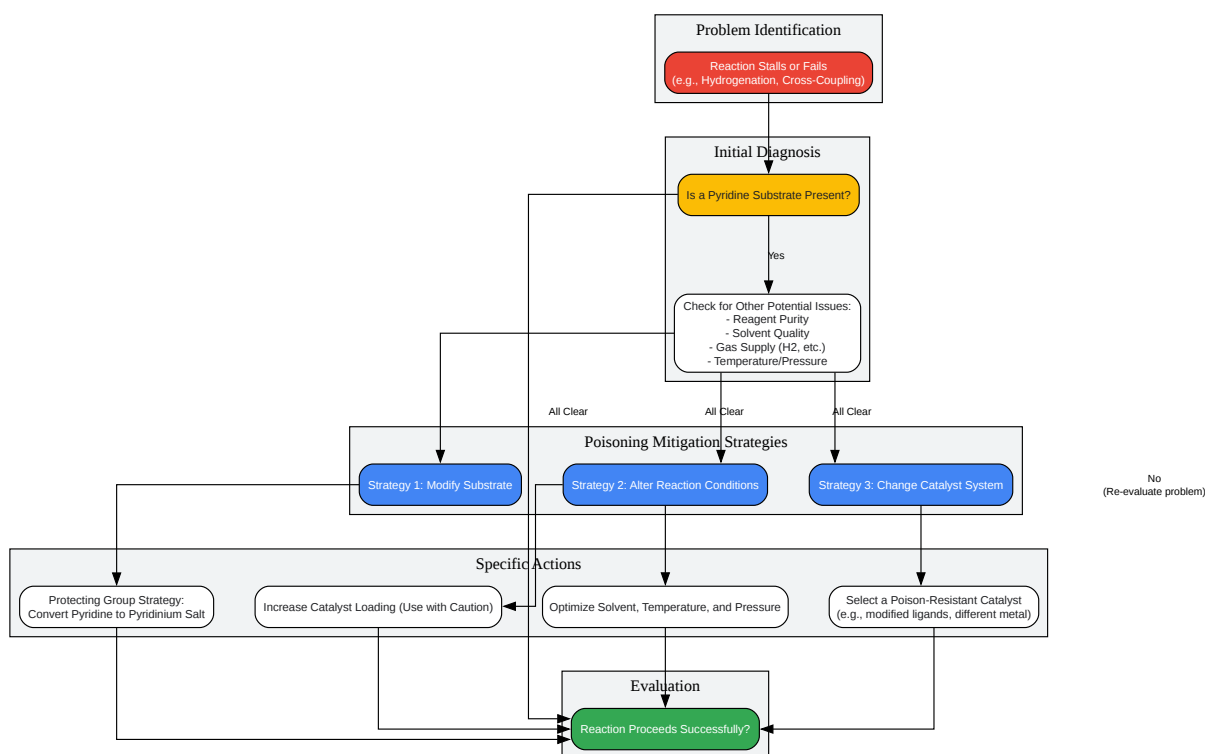 Problem Identification
Reaction Stalls or Fails
(e.g., Hydrogenation, Cross-Coupling)
Initial Diagnosis
Is a Pyridine Substrate Present?
Yes
Check for Other Potential Issues:
- Reagent Purity
- Solvent Quality
- Gas Supply (H2, etc.)
- Temperature/Pressure
All Clear
All Clear
All Clear
Poisoning Mitigation Strategies
Strategy 1: Modify Substrate
Strategy 2: Alter Reaction Conditions
Strategy 3: Change Catalyst System
No
(Re-evaluate problem)
Specific Actions
Protecting Group Strategy:
Convert Pyridine to Pyridinium Salt
Increase Catalyst Loading (Use with Caution)
Optimize Solvent, Temperature, and Pressure
Select a Poison-Resistant Catalyst
(e.g., modified ligands, different metal)
Evaluation
Reaction Proceeds Successfully?